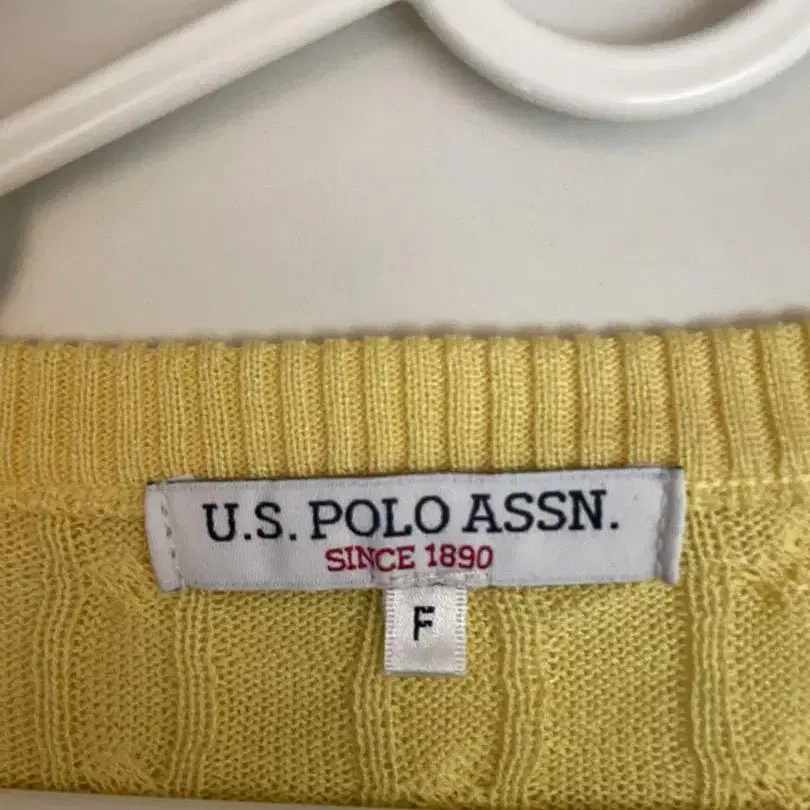 U.S. POLO ASSN.
SINCE 1890
F